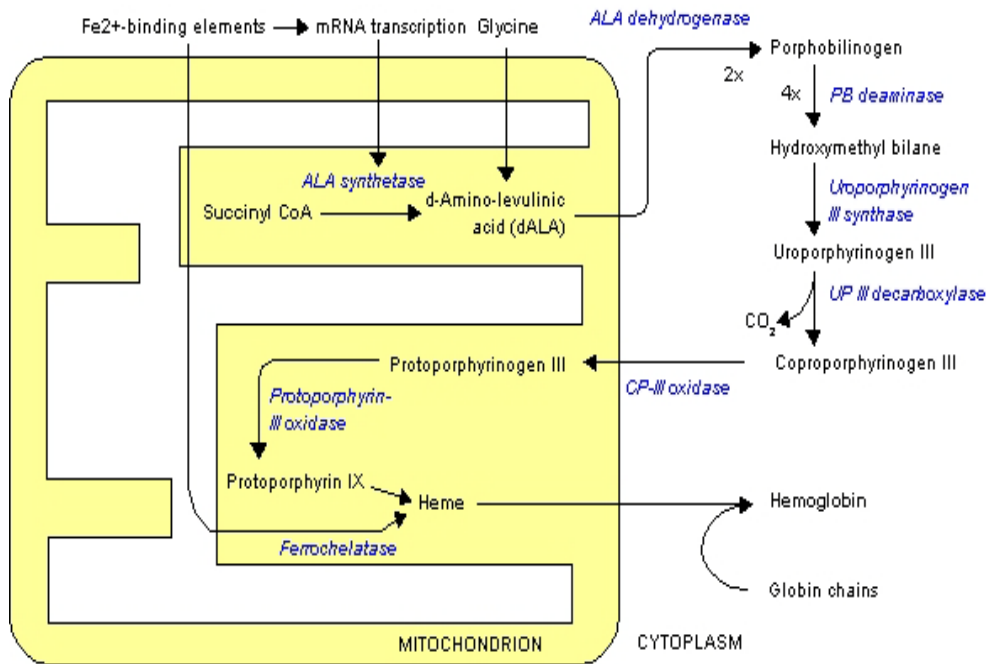 ALA dehydrogenase
Fe2+-binding elements
mRNA transcription
Glycine
Porphobilinogen
2x
4x
PB deaminase
Hydroxymethyl bilane
ALA synthetase
Uroporphyrinogen
III synthase
Succinyl CoA
d-Amino-levulinic
acid (dALA)
Uroporphyrinogen III
UP III decarboxylase
CO2
Protoporphyrinogen III
Coproporphyrinogen III
CP-III oxidase
Protoporphyrin-
III oxidase
Protoporphyrin IX
Heme
Hemoglobin
Ferrochelatase
Globin chains
MITOCHONDRION
CYTOPLASM